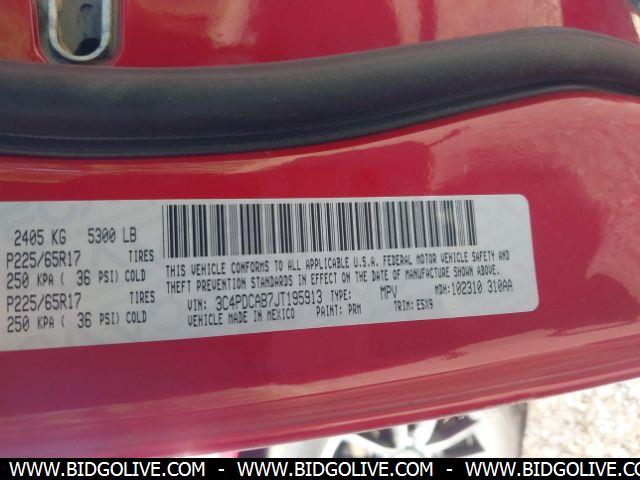 2405 KG 5300 LB
P225/65R17 TIRES
250 KPA ( 36 PSI) COLD
P225/65R17 TIRES
250 KPA ( 36 PSI) COLD
THIS VEHICLE CONFORMS TO ALL APPLICABLE U.S.A. FEDERAL MOTOR VEHICLE SAFETY AND
THEFT PREVENTION STANDARDS IN EFFECT ON THE DATE OF MANUFACTURE SHOWN ABOVE.
VIN: 3C4PDCAB7JT195913 TYPE: MPV MDH: 102310 310AA
VEHICLE MADE IN MEXICO PAINT: PRM TRIM: E5X9
WWW.BIDGOLIVE.COM - WWW.BIDGOLIVE.COM - WWW.BIDGOLIVE.COM - WWW.BIDGOLIVE.COM